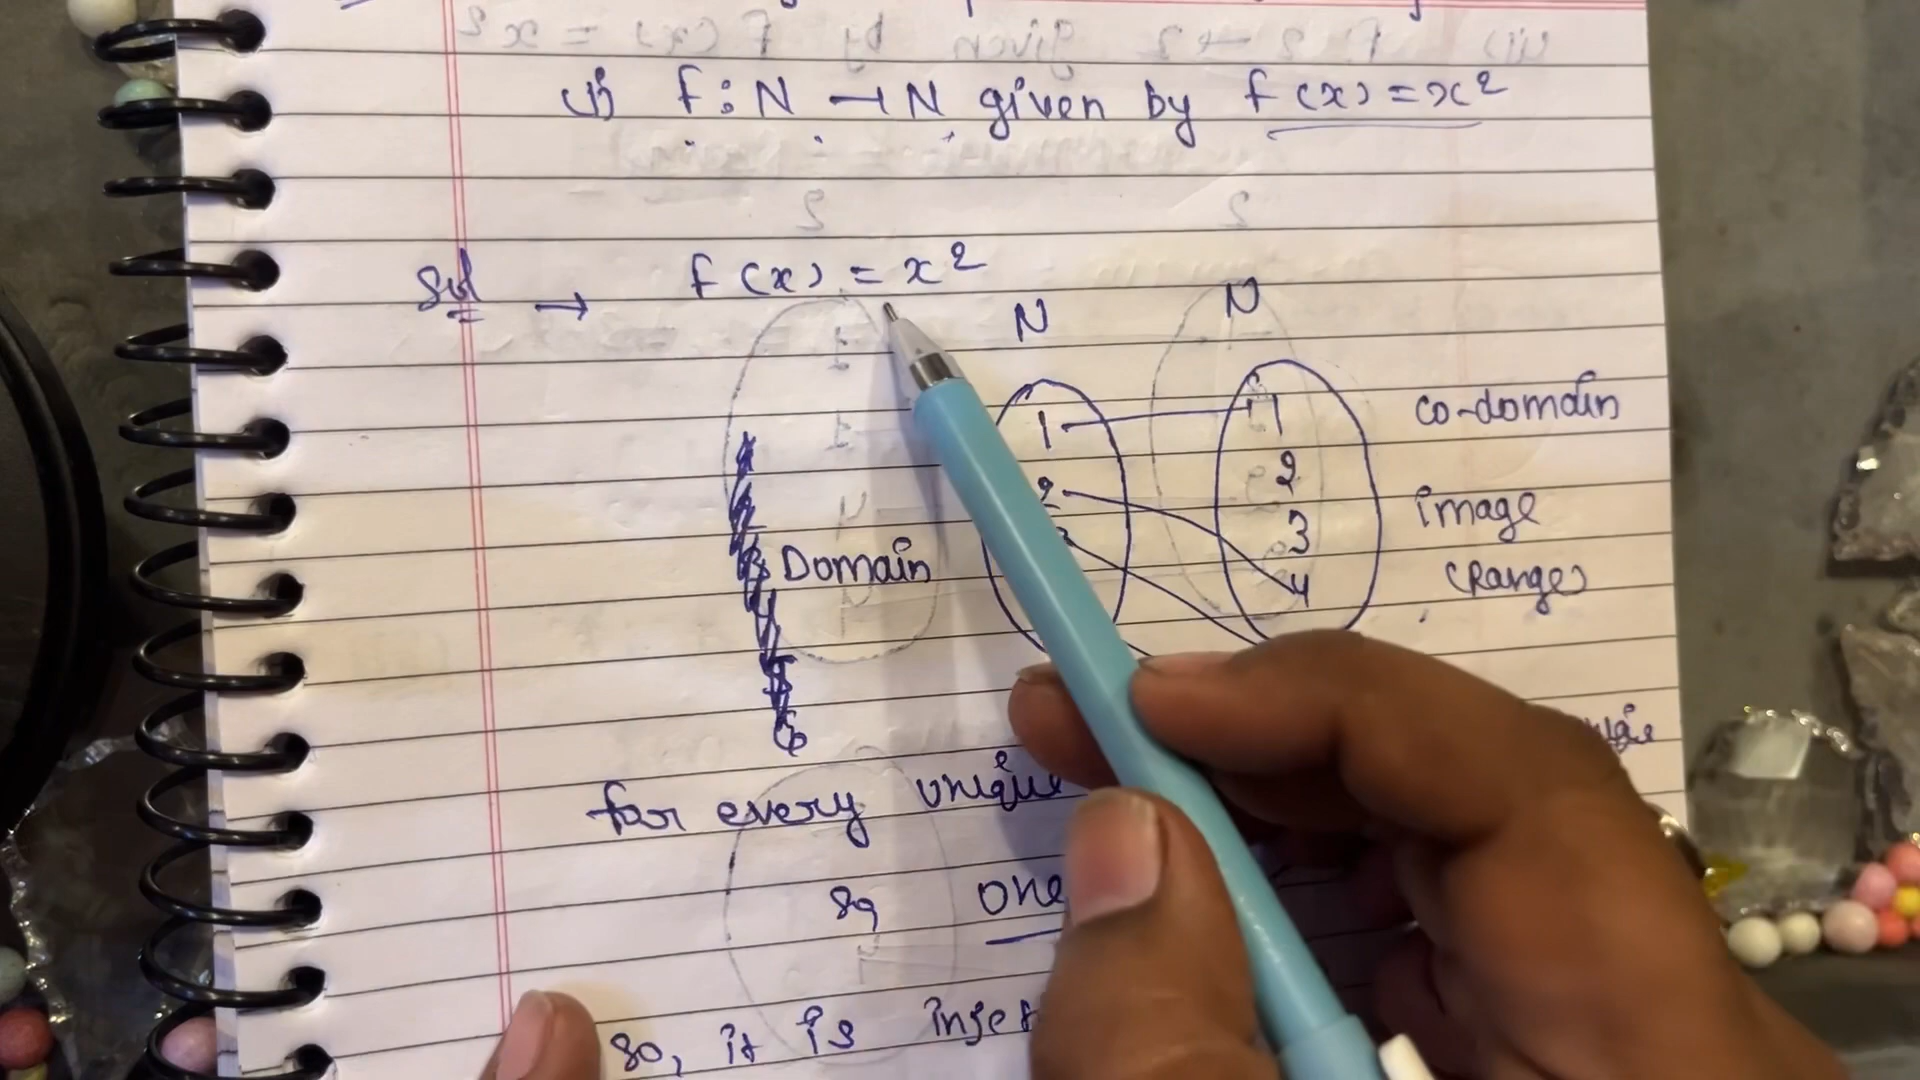 (i) f : N → N given by f(x) = x²
Sol → f(x) = x²
N N
1 1 co-domain
2 2
3 image
Domain 4 (Range)
for every unique
so, one
so, it is injec